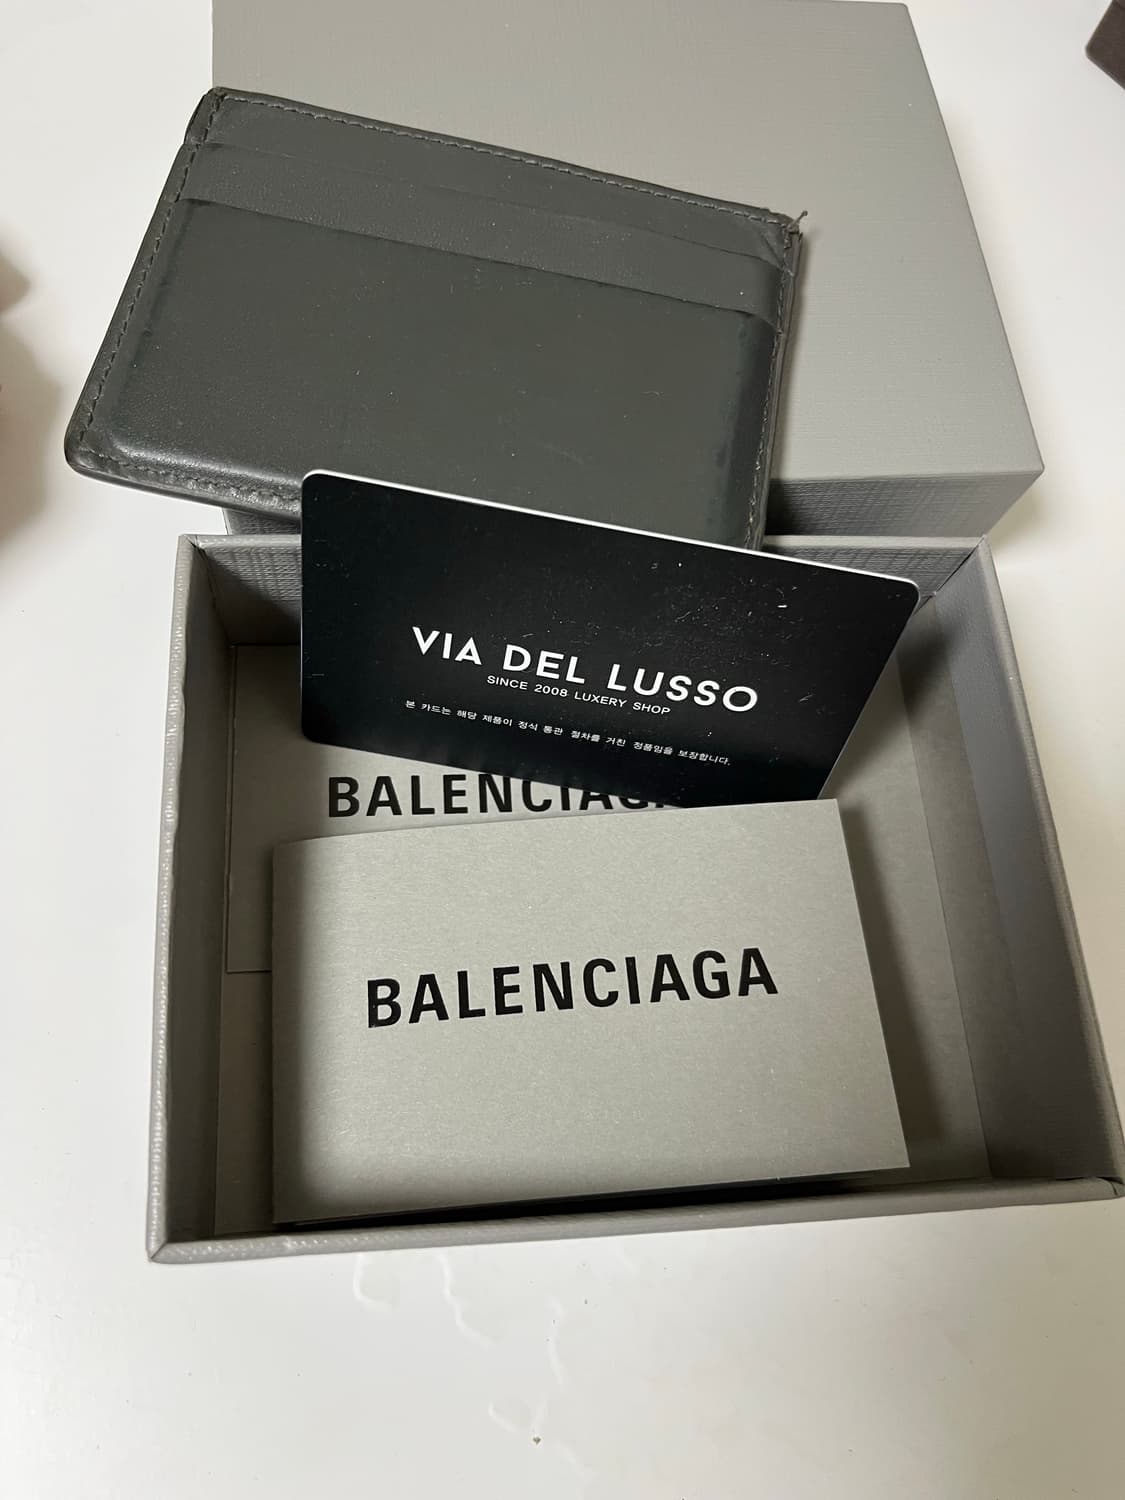 VIA DEL LUSSO
SINCE 2008 LUXERY SHOP
본 카드는 해당 제품이 정식 통관 절차를 거친 정품임을 보장합니다.
BALENCIAGA
BALENCIAGA